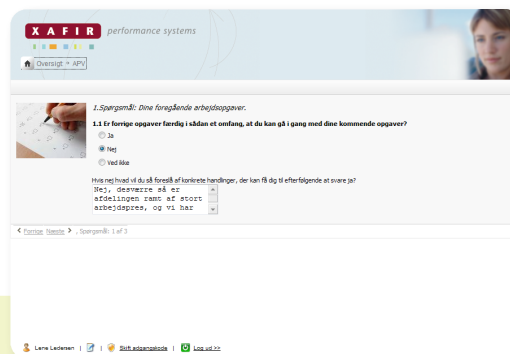 XAFIR performance systems
Oversigt » APV
1.Spørgsmål: Dine foregående arbejdsopgaver.
1.1 Er forrige opgaver færdig i sådan et omfang, at du kan gå i gang med dine kommende opgaver?
Ja
Nej
Ved ikke
Hvis nej hvad vil du så foreslå af konkrete handlinger, der kan få dig til efterfølgende at svare ja?
Nej, desværre så er
afdelingen ramt af stort
arbejdspres, og vi har
Forrige Næste , Spørgsmål: 1 af 3
Lene Ledersen | | Skift adgangskode | Log ud >>